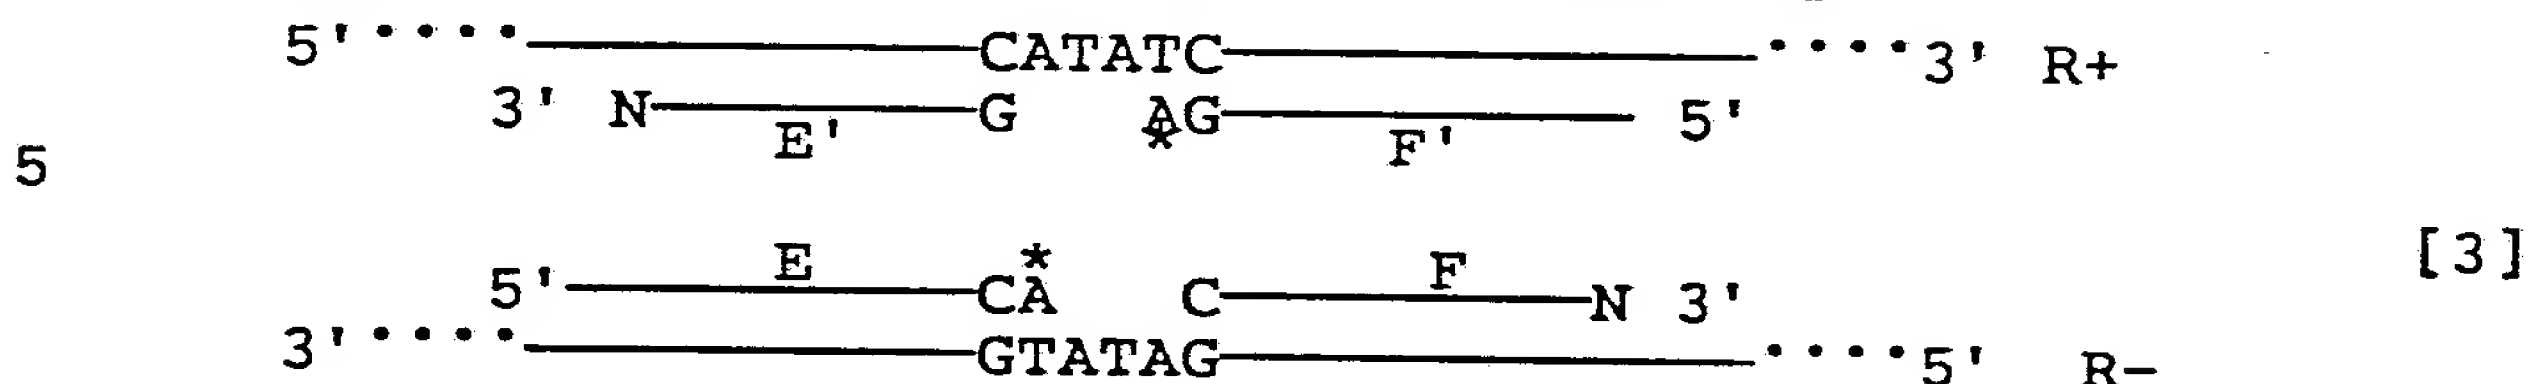 5'····CATATC····3' R+
3' N G AG 5'
E' * F'
5
E * F [3]
5' CA C N 3'
3'····GTATAG····5' R-